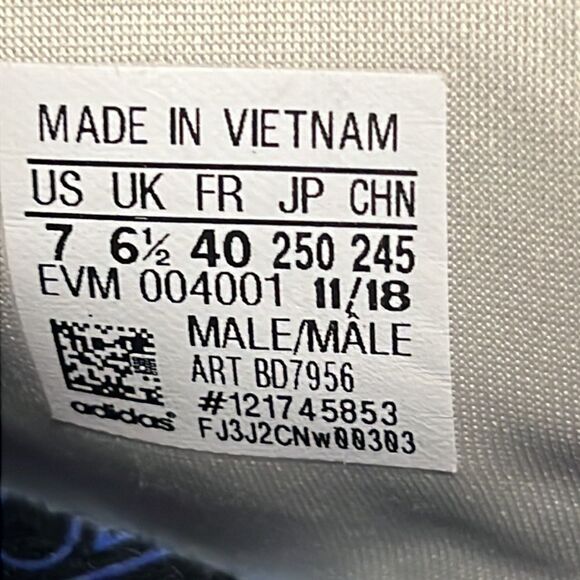 MADE IN VIETNAM
US UK FR JP CHN
7 6½ 40 250 245
EVM 004001 11/18
MALE/MÂLE
ART BD7956
adidas
#121745853
FJ3J2CNW00303